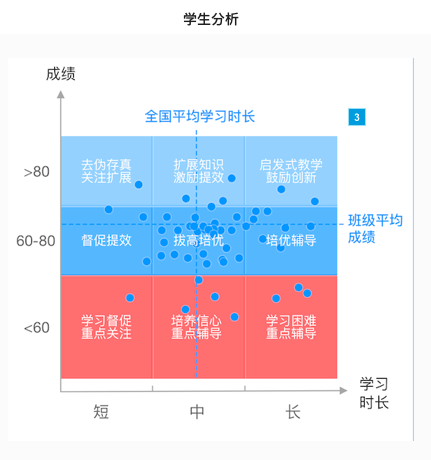 学生分析
成绩
全国平均学习时长
3
>80
去伪存真
关注扩展
扩展知识
激励提效
启发式教学
鼓励创新
班级平均
成绩
60-80
督促提效
拔高培优
培优辅导
<60
学习督促
重点关注
培养信心
重点辅导
学习困难
重点辅导
短
中
长
学习
时长